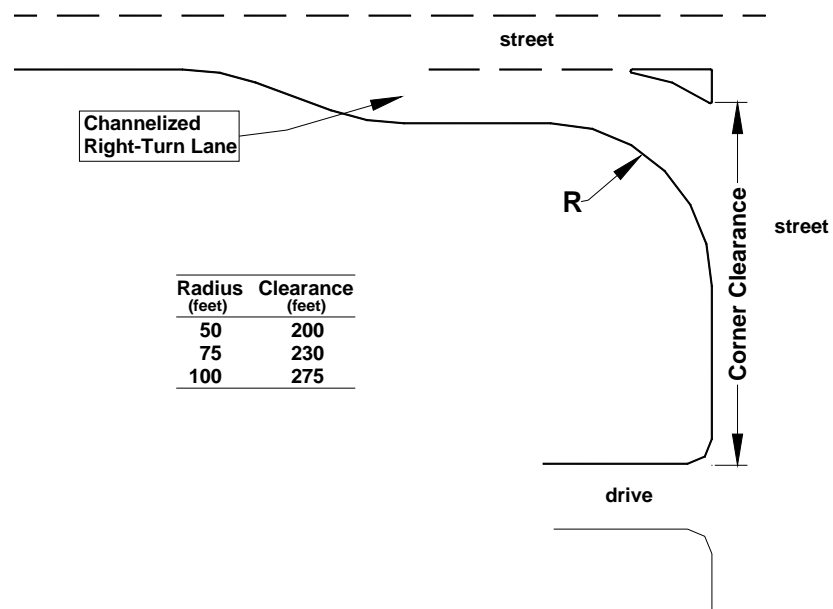 street
Channelized
Right-Turn Lane
R
street
Corner Clearance
Radius Clearance
(feet) (feet)
50 200
75 230
100 275
drive